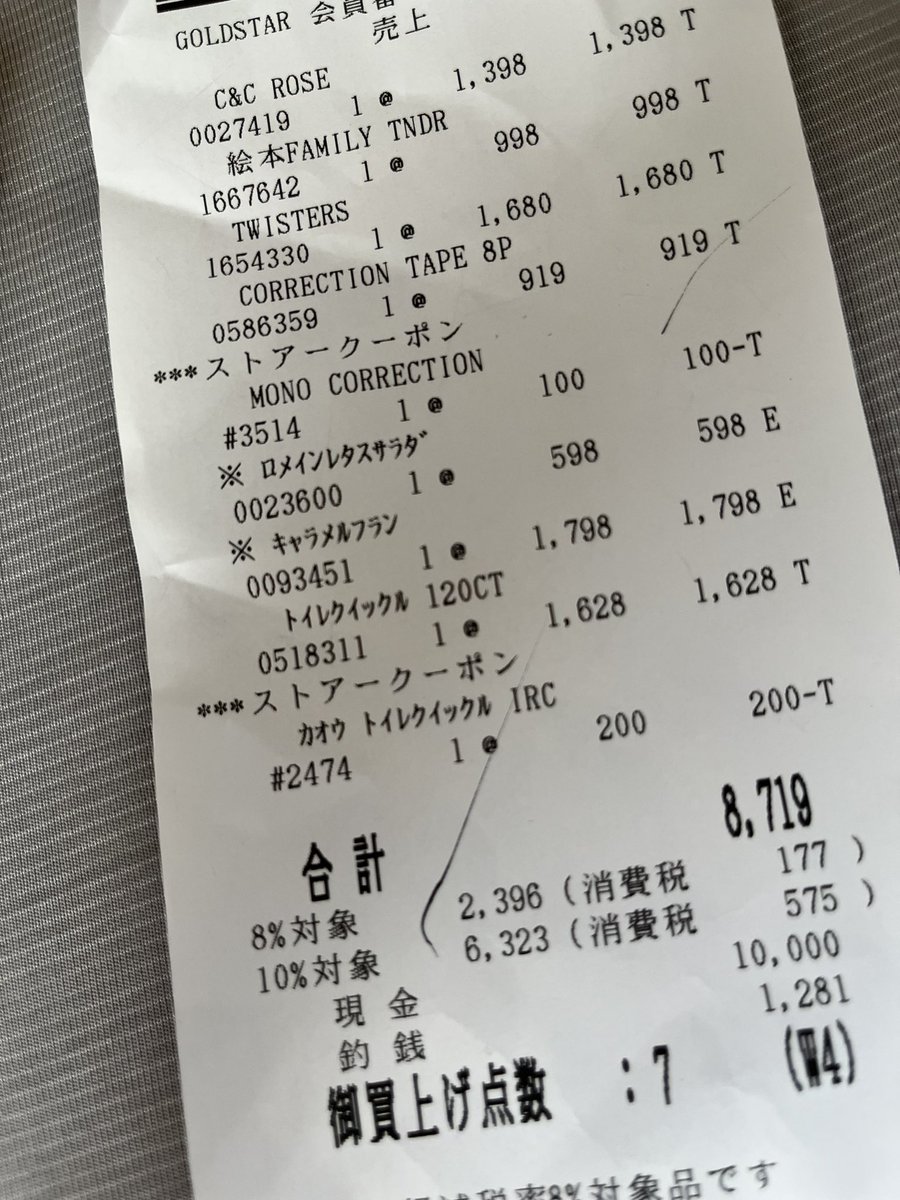 GOLDSTAR 会員番
売上
C&C ROSE
0027419 1 @ 1,398 1,398 T
絵本FAMILY TNDR
1667642 1 @ 998 998 T
TWISTERS
1654330 1 @ 1,680 1,680 T
CORRECTION TAPE 8P
0586359 1 @ 919 919 T
***ストアークーポン
MONO CORRECTION
#3514 1 @ 100 100-T
※ ﾛﾒｲﾝﾚﾀｽｻﾗﾀﾞ
0023600 1 @ 598 598 E
※ ｷｬﾗﾒﾙﾌﾗﾝ
0093451 1 @ 1,798 1,798 E
ﾄｲﾚｸｲｯｸﾙ 120CT
0518311 1 @ 1,628 1,628 T
***ストアークーポン
ｶｵｳ ﾄｲﾚｸｲｯｸﾙ IRC
#2474 1 @ 200 200-T
合計 8,719
8%対象 2,396 (消費税 177 )
10%対象 6,323 (消費税 575 )
現金 10,000
釣銭 1,281
御買上げ点数 :7 (W4)
税率8%対象品です